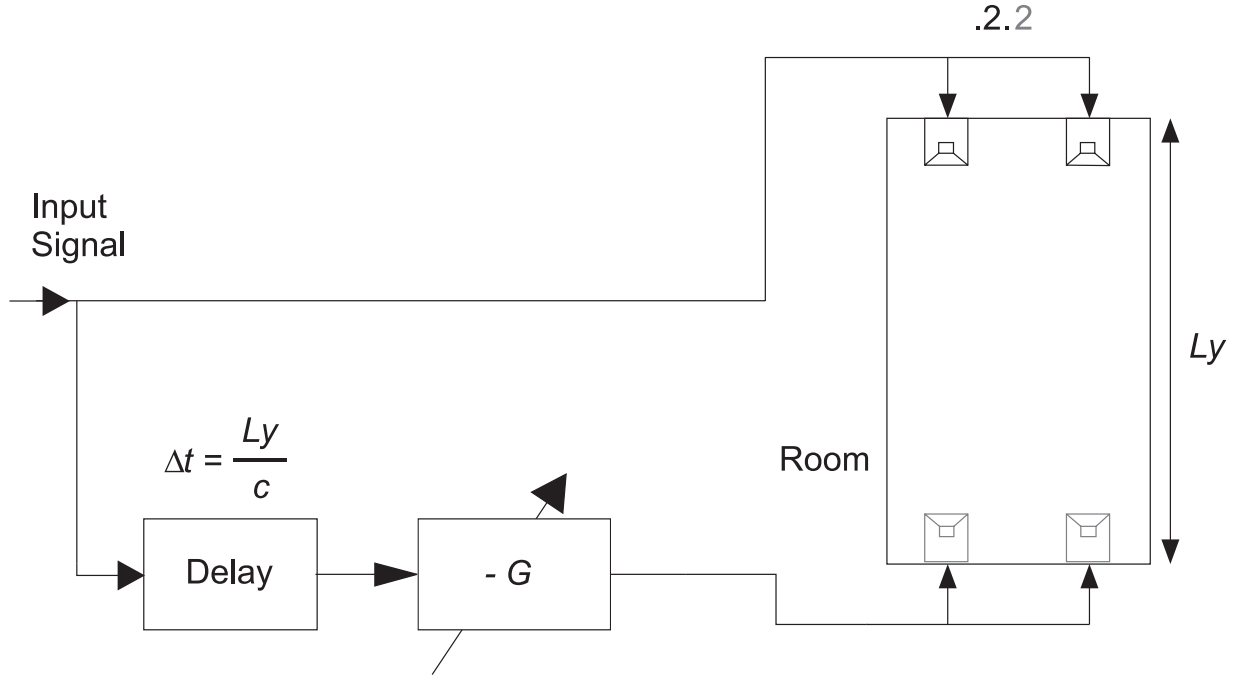 .2.2
Input
Signal
Ly
Δt = Ly
c
Room
Delay
- G